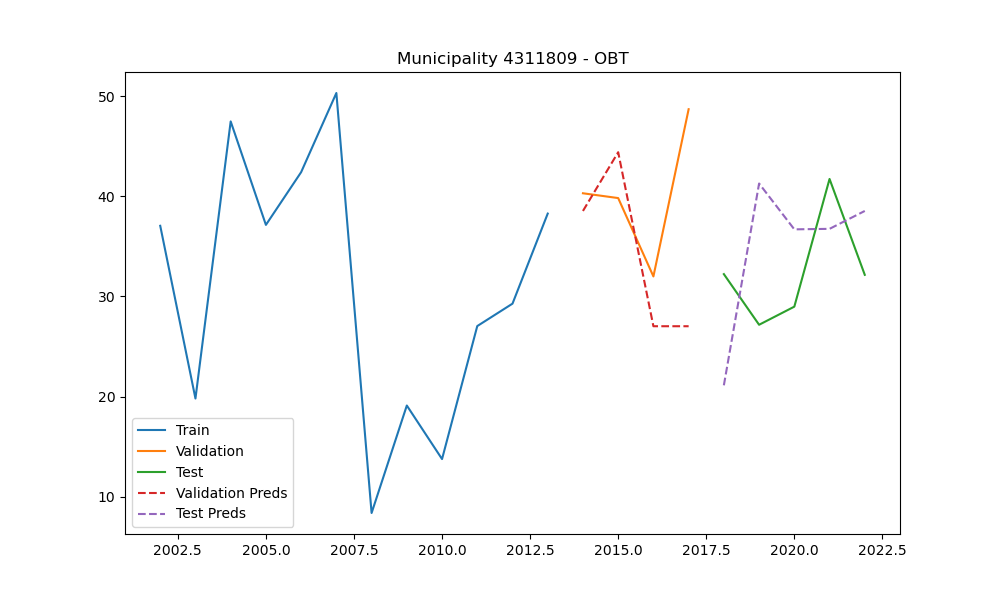 Municipality 4311809 - OBT
50
40
30
20
10
Train
Validation
Test
Validation Preds
Test Preds
2002.5 2005.0 2007.5 2010.0 2012.5 2015.0 2017.5 2020.0 2022.5